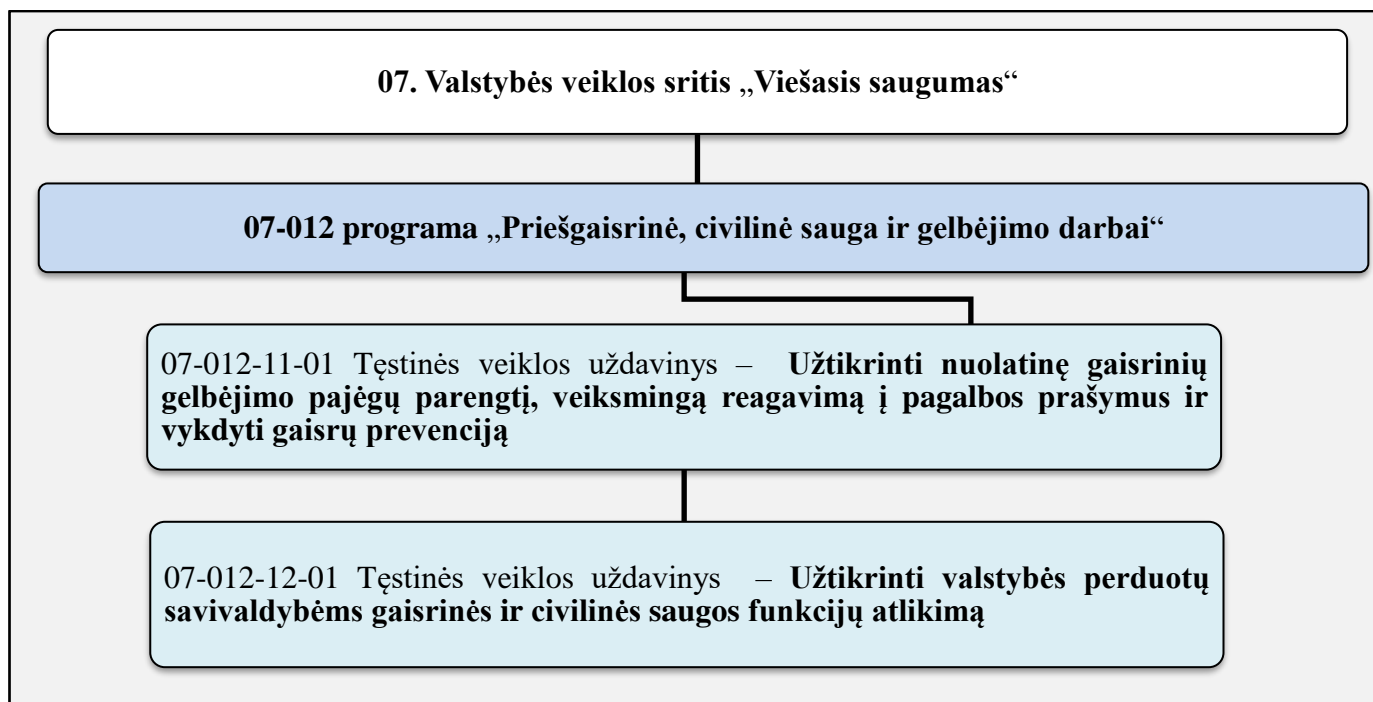 07. Valstybės veiklos sritis „Viešasis saugumas“
07-012 programa „Priešgaisrinė, civilinė sauga ir gelbėjimo darbai“
07-012-11-01 Tęstinės veiklos uždavinys – Užtikrinti nuolatinę gaisrinių
gelbėjimo pajėgų parengtį, veiksmingą reagavimą į pagalbos prašymus ir
vykdyti gaisrų prevenciją
07-012-12-01 Tęstinės veiklos uždavinys – Užtikrinti valstybės perduotų
savivaldybėms gaisrinės ir civilinės saugos funkcijų atlikimą